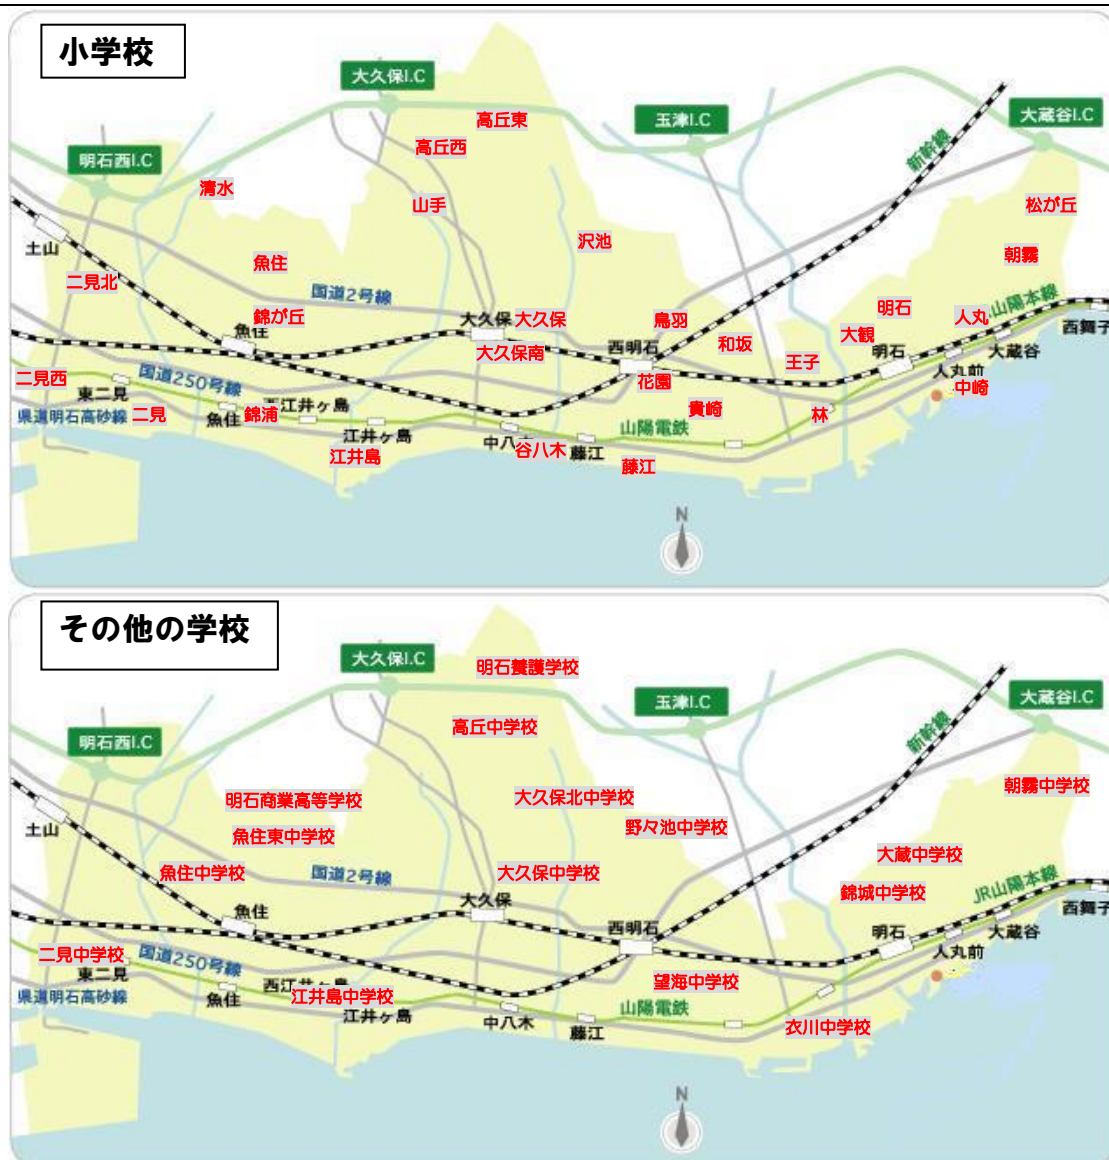 小学校
大久保I.C
高丘東
玉津I.C
大蔵谷I.C
高丘西
明石西I.C
新幹線
清水
山手
松が丘
土山
沢池
朝霧
二見北
魚住
国道2号線
明石
錦が丘
大久保
大久保
鳥羽
人丸
山陽本線
魚住
西明石
和坂
大観
西舞子
大久保南
王子
明石
大蔵谷
二見西
国道250号線
花園
人丸前
東二見
中崎
県道明石高砂線
二見
魚住
錦浦
西江井ヶ島
貴崎
林
江井ヶ島
中八木
山陽電鉄
江井島
谷八木
藤江
藤江
N
その他の学校
大久保I.C
明石養護学校
玉津I.C
大蔵谷I.C
高丘中学校
明石西I.C
新幹線
朝霧中学校
明石商業高等学校
大久保北中学校
土山
魚住東中学校
野々池中学校
大蔵中学校
魚住中学校
国道2号線
大久保中学校
錦城中学校
JR山陽本線
魚住
大久保
西明石
西舞子
明石
大蔵谷
二見中学校
国道250号線
人丸前
東二見
望海中学校
県道明石高砂線
魚住
西江井ヶ島
江井島中学校
江井ヶ島
中八木
山陽電鉄
藤江
衣川中学校
N